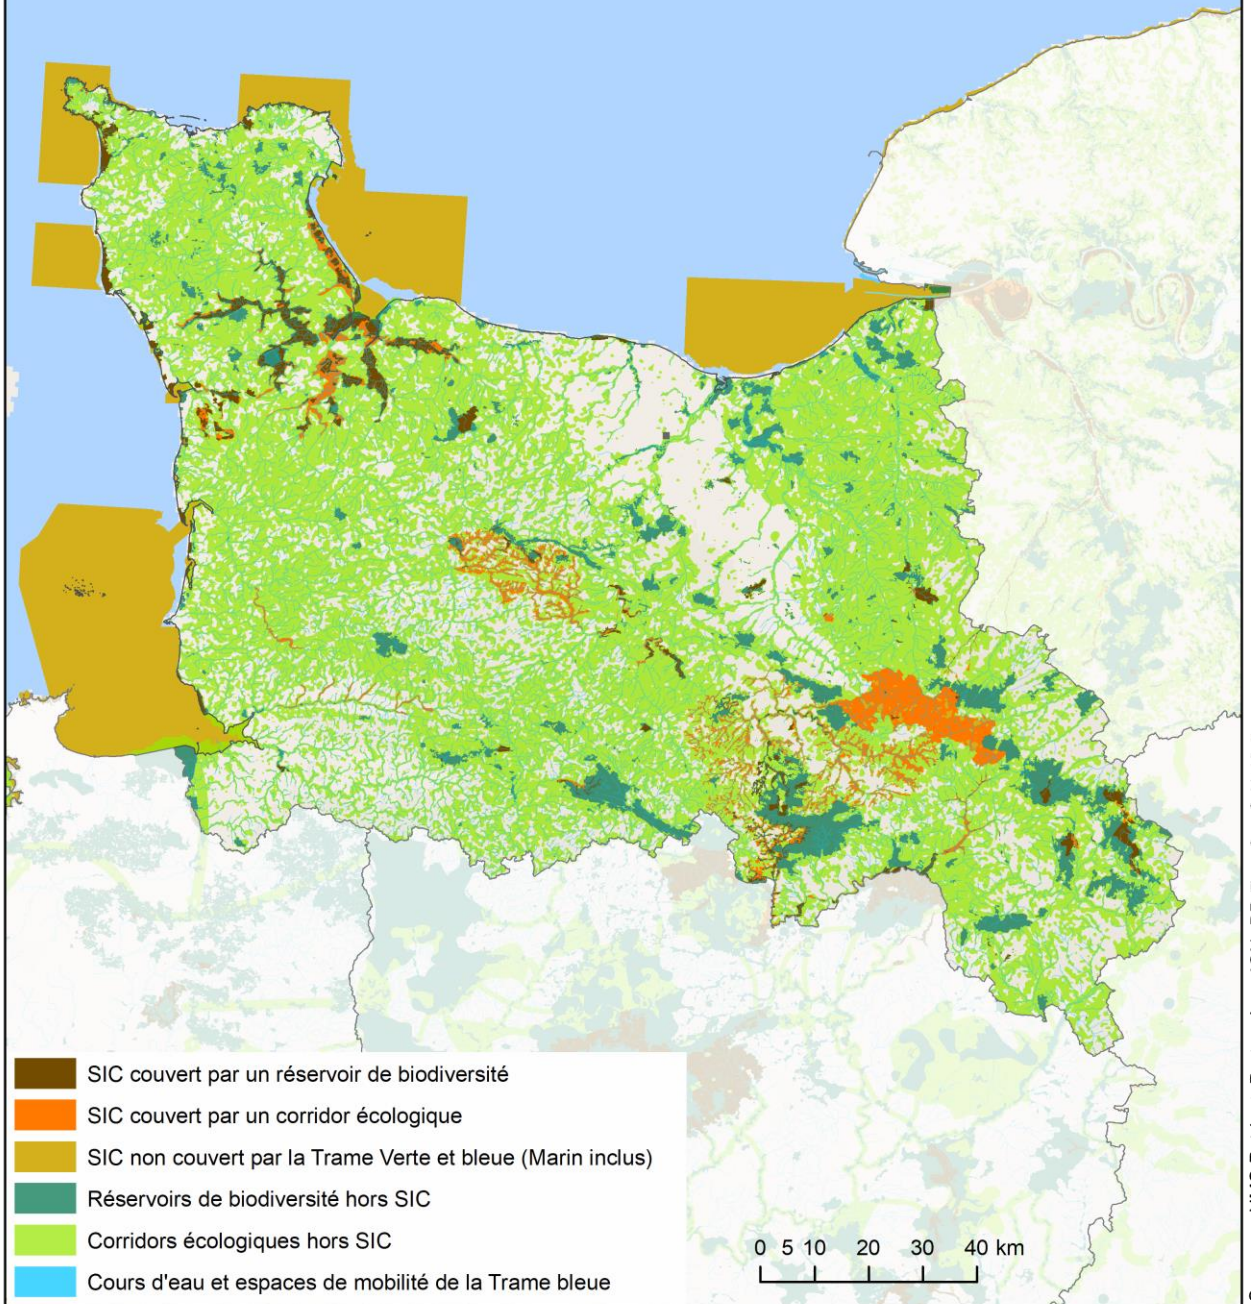 SIC couvert par un réservoir de biodiversité
SIC couvert par un corridor écologique
SIC non couvert par la Trame Verte et bleue (Marin inclus)
Réservoirs de biodiversité hors SIC
Corridors écologiques hors SIC
Cours d'eau et espaces de mobilité de la Trame bleue
0 5 10 20 30 40 km